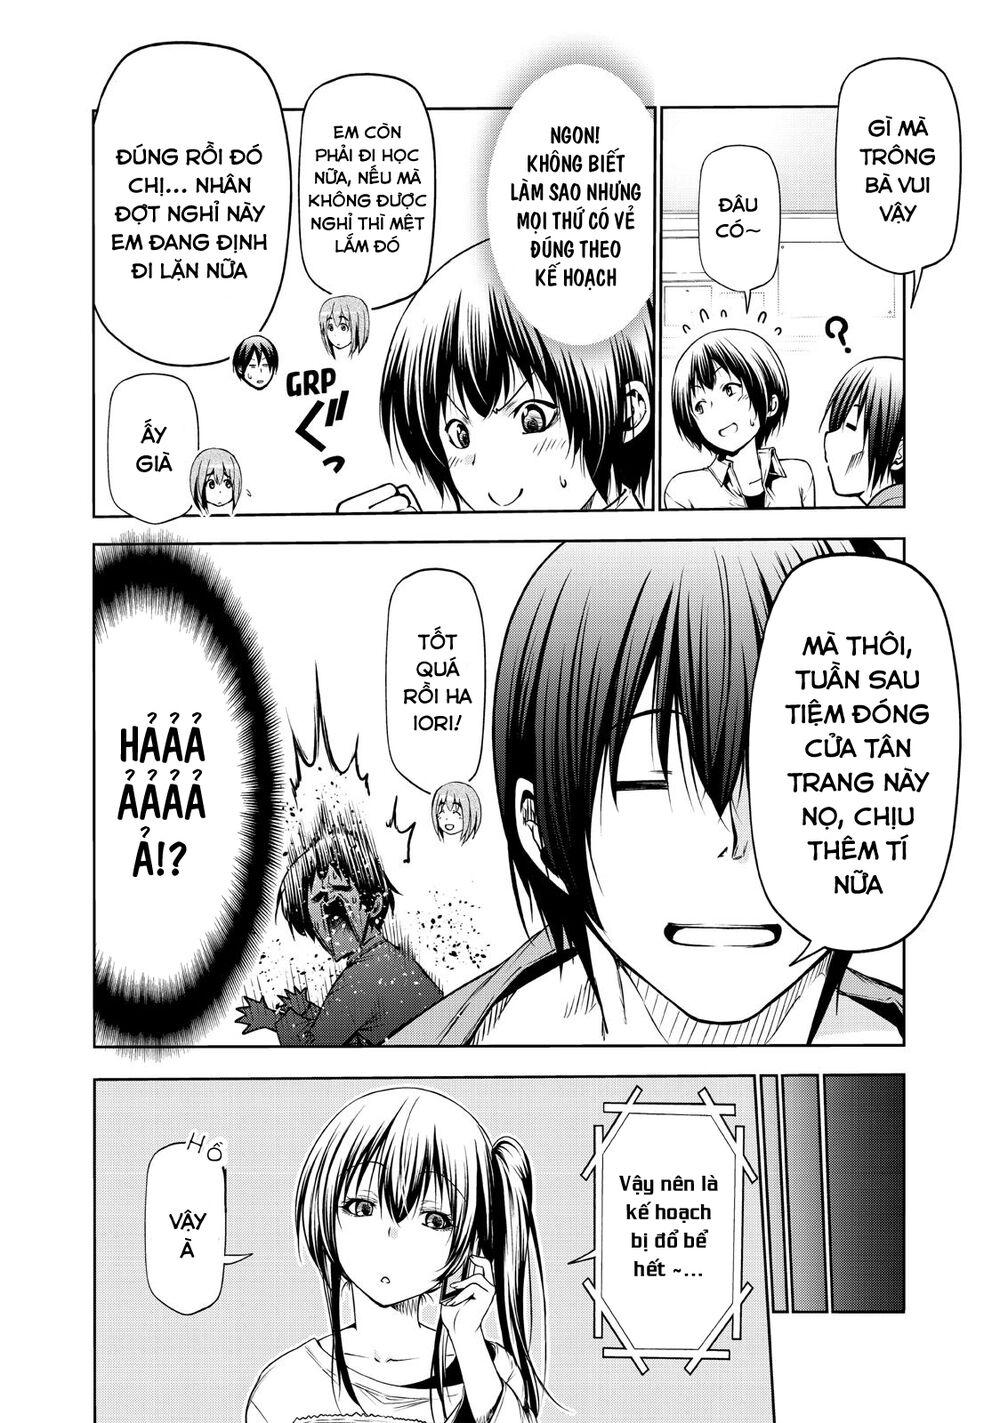 GÌ MÀ
TRÔNG
BÀ VUI
VẬY
ĐÂU
CÓ~
?
NGON!
KHÔNG BIẾT
LÀM SAO NHƯNG
MỌI THỨ CÓ VẺ
ĐÚNG THEO
KẾ HOẠCH
EM CÒN
PHẢI ĐI HỌC
NỮA, NẾU MÀ
KHÔNG ĐƯỢC
NGHỈ THÌ MỆT
LẮM ĐÓ
ĐÚNG RỒI ĐÓ
CHỊ... NHÂN
ĐỢT NGHỈ NÀY
EM ĐANG ĐỊNH
ĐI LẶN NỮA
GRP
ẤY
GIÀ
MÀ THÔI,
TUẦN SAU
TIỆM ĐÓNG
CỬA TÂN
TRANG NÀY
NỌ, CHỊU
THÊM TÍ
NỮA
TỐT
QUÁ
RỒI HA
IORI!
HẢẢẢ
ẢẢẢẢ
Ả!?
Vậy nên là
kế hoạch
bị đổ bể
hết ~...
HỒ
VẬY
À